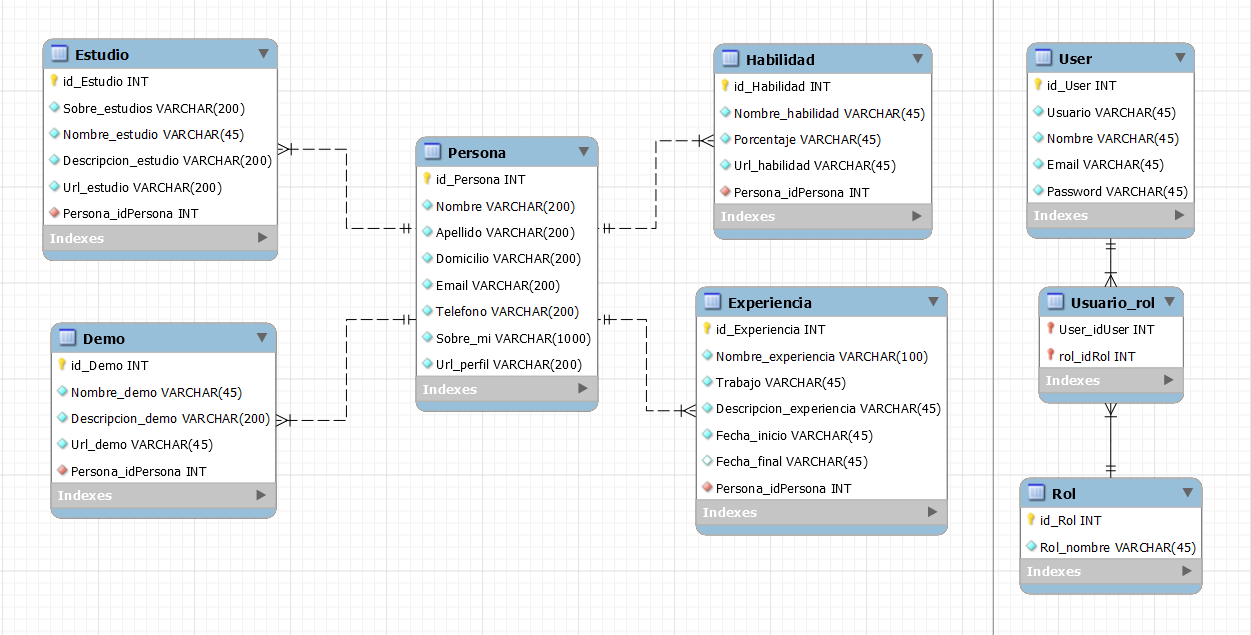 Estudio
id_Estudio INT
Sobre_estudios VARCHAR(200)
Nombre_estudio VARCHAR(45)
Descripcion_estudio VARCHAR(200)
Url_estudio VARCHAR(200)
Persona_idPersona INT
Indexes
Demo
id_Demo INT
Nombre_demo VARCHAR(45)
Descripcion_demo VARCHAR(200)
Url_demo VARCHAR(45)
Persona_idPersona INT
Indexes
Persona
id_Persona INT
Nombre VARCHAR(200)
Apellido VARCHAR(200)
Domicilio VARCHAR(200)
Email VARCHAR(200)
Telefono VARCHAR(200)
Sobre_mi VARCHAR(1000)
Url_perfil VARCHAR(200)
Indexes
Habilidad
id_Habilidad INT
Nombre_habilidad VARCHAR(45)
Porcentaje VARCHAR(45)
Url_habilidad VARCHAR(45)
Persona_idPersona INT
Indexes
Experiencia
id_Experiencia INT
Nombre_experiencia VARCHAR(100)
Trabajo VARCHAR(45)
Descripcion_experiencia VARCHAR(45)
Fecha_inicio VARCHAR(45)
Fecha_final VARCHAR(45)
Persona_idPersona INT
Indexes
User
id_User INT
Usuario VARCHAR(45)
Nombre VARCHAR(45)
Email VARCHAR(45)
Password VARCHAR(45)
Indexes
Usuario_rol
User_idUser INT
rol_idRol INT
Indexes
Rol
id_Rol INT
Rol_nombre VARCHAR(45)
Indexes